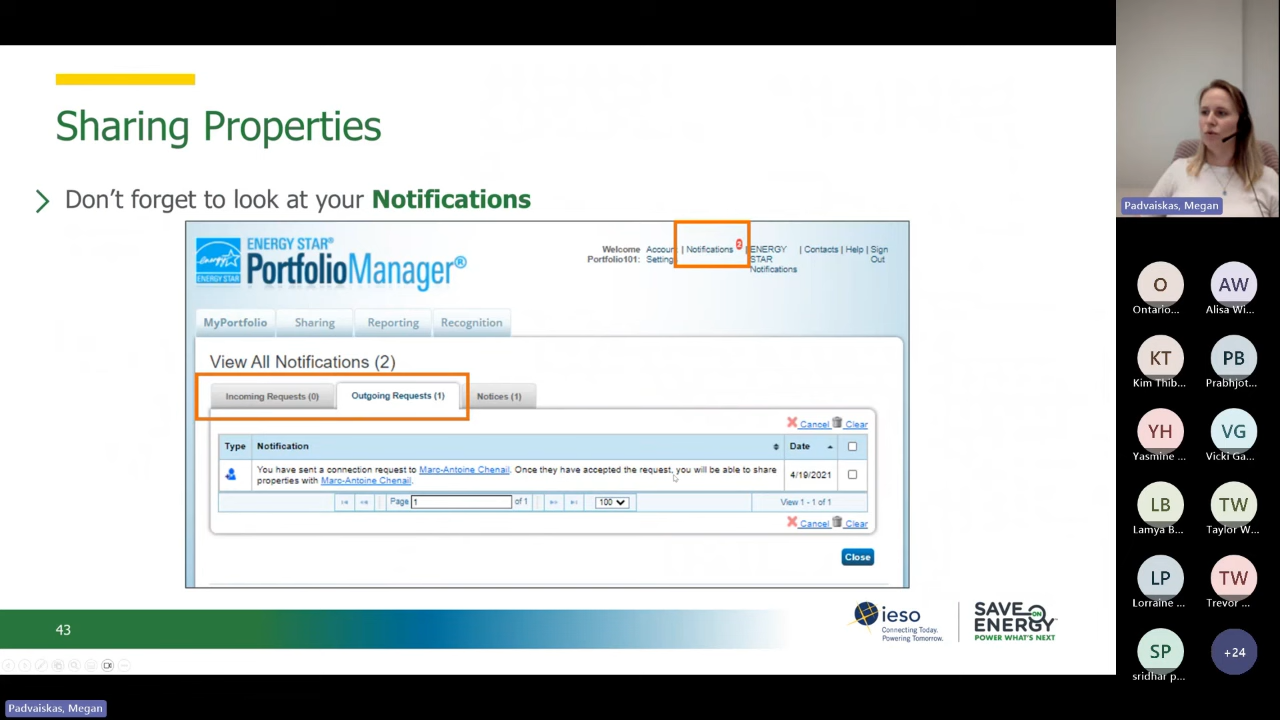 Sharing Properties
Don't forget to look at your Notifications
ENERGY STAR®
PortfolioManager®
ENERGY STAR
Welcome
Portfolio101:
Account
Settings
| Notifications 2
| ENERGY
STAR
Notifications
| Contacts | Help | Sign
Out
MyPortfolio
Sharing
Reporting
Recognition
View All Notifications (2)
Incoming Requests (0)
Outgoing Requests (1)
Notices (1)
Cancel Clear
Type Notification Date
You have sent a connection request to Marc-Antoine Chenail. Once they have accepted the request, you will be able to share
properties with Marc-Antoine Chenail.
4/19/2021
Page 1 of 1 100 View 1 - 1 of 1
Cancel Clear
Close
43
ieso
Connecting Today.
Powering Tomorrow.
SAVE ON
ENERGY
POWER WHAT'S NEXT
Padvaiskas, Megan
O AW
Ontario... Alisa Wi...
KT PB
Kim Thib... Prabhjot...
YH VG
Yasmine ... Vicki Ga...
LB TW
Lamya B... Taylor W...
LP TW
Lorraine ... Trevor ...
SP +24
sridhar p...
Padvaiskas, Megan